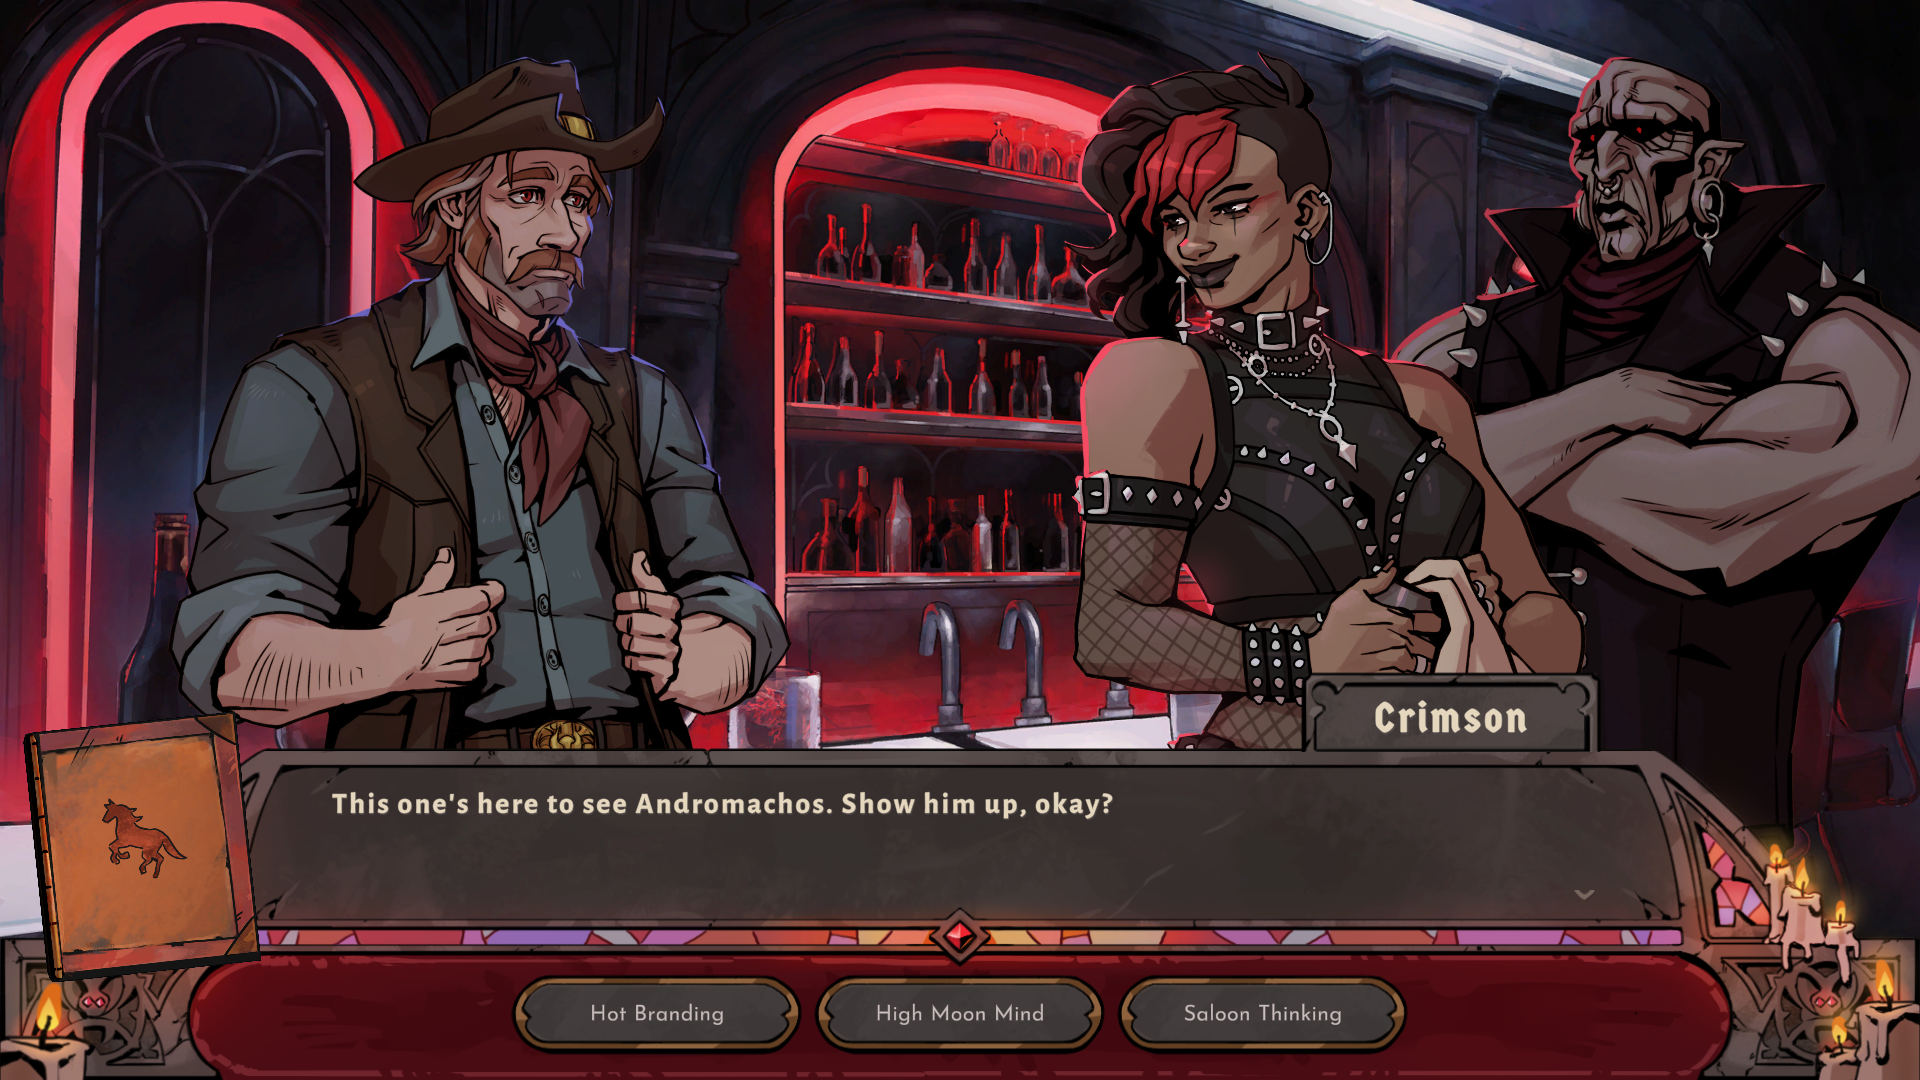 Crimson
This one's here to see Andromachos. Show him up, okay?
Hot Branding
High Moon Mind
Saloon Thinking